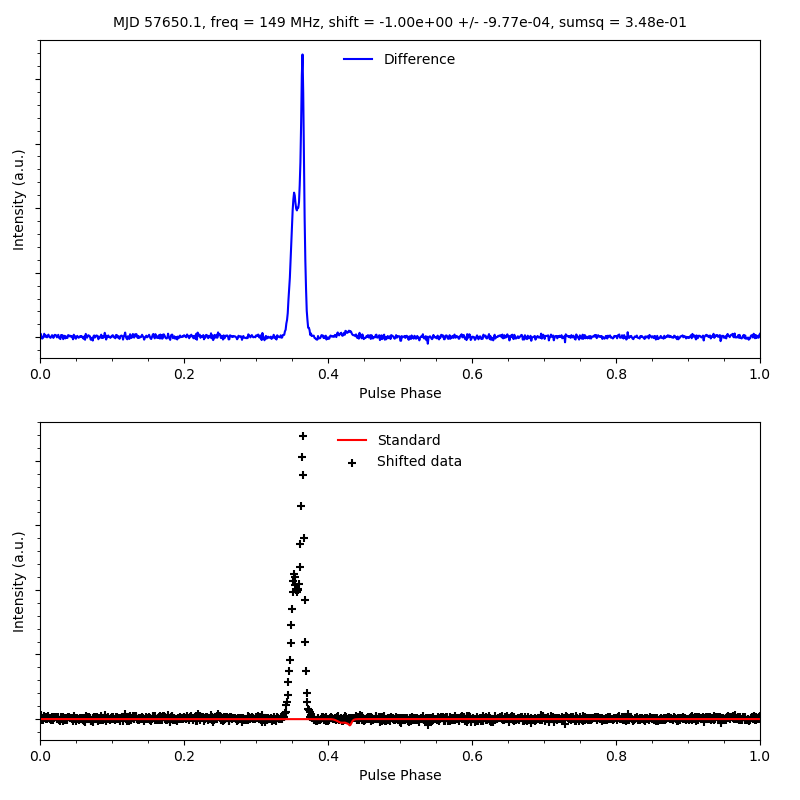 MJD 57650.1, freq = 149 MHz, shift = -1.00e+00 +/- -9.77e-04, sumsq = 3.48e-01
Difference
Intensity (a.u.)
0.0 0.2 0.4 0.6 0.8 1.0
Pulse Phase
Standard
Shifted data
Intensity (a.u.)
0.0 0.2 0.4 0.6 0.8 1.0
Pulse Phase